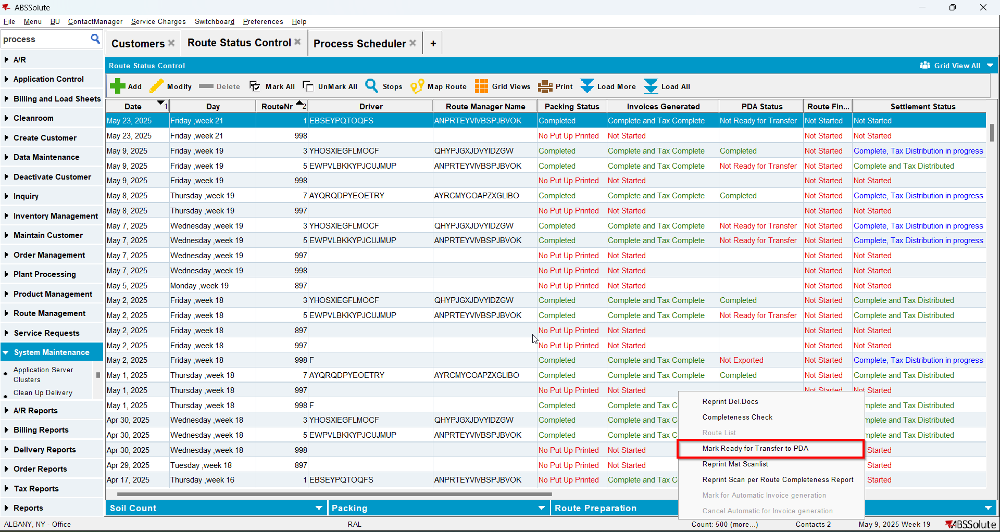 ABSSolute
File Menu BU ContactManager Service Charges Switchboard Preferences Help
process
Customers Route Status Control Process Scheduler +
Route Status Control Grid View All
Add Modify Delete Mark All UnMark All Stops Map Route Grid Views Print Load More Load All
A/R
Application Control
Billing and Load Sheets
Cleanroom
Create Customer
Data Maintenance
Deactivate Customer
Inquiry
Inventory Management
Maintain Customer
Order Management
Plant Processing
Product Management
Route Management
Service Requests
System Maintenance
Application Server
Clusters
Clean Up Delivery
A/R Reports
Billing Reports
Delivery Reports
Order Reports
Tax Reports
Reports
Date 1 Day RouteNr 2 Driver Route Manager Name Packing Status Invoices Generated PDA Status Route Fin... Settlement Status
May 23, 2025 Friday ,week 21 1 EBSEYPQTOQFS ANPRTEYVIVBSPJBVOK Completed Complete and Tax Complete Not Ready for Transfer Not Started Not Started
May 23, 2025 Friday ,week 21 998 No Put Up Printed Not Started Not Started Not Started
May 9, 2025 Friday ,week 19 3 YHOSXIEGFLMOCF QHYPJGXJDVYIDZGW Completed Complete and Tax Complete Completed Not Started Complete, Tax Distribution in progress
May 9, 2025 Friday ,week 19 5 EWPVLBKKYPJCUJMUP ANPRTEYVIVBSPJBVOK Completed Complete and Tax Complete Not Ready for Transfer Not Started Complete and Tax Distributed
May 9, 2025 Friday ,week 19 998 No Put Up Printed Not Started Not Started Not Started
May 8, 2025 Thursday ,week 19 7 AYQRQDPYEOETRY AYRCMYCOAPZXGLIBO Completed Complete and Tax Complete Completed Not Started Complete, Tax Distribution in progress
May 8, 2025 Thursday ,week 19 997 No Put Up Printed Not Started Not Started Not Started
May 7, 2025 Wednesday ,week 19 3 YHOSXIEGFLMOCF QHYPJGXJDVYIDZGW Completed Complete and Tax Complete Not Ready for Transfer Not Started Complete, Tax Distribution in progress
May 7, 2025 Wednesday ,week 19 5 EWPVLBKKYPJCUJMUP ANPRTEYVIVBSPJBVOK Completed Complete and Tax Complete Not Ready for Transfer Not Started Complete, Tax Distribution in progress
May 7, 2025 Wednesday ,week 19 997 No Put Up Printed Not Started Not Started Not Started
May 7, 2025 Wednesday ,week 19 998 No Put Up Printed Not Started Not Started Not Started
May 5, 2025 Monday ,week 19 897 No Put Up Printed Not Started Not Started Not Started
May 2, 2025 Friday ,week 18 3 YHOSXIEGFLMOCF QHYPJGXJDVYIDZGW Completed Complete and Tax Complete Completed Not Started Complete and Tax Distributed
May 2, 2025 Friday ,week 18 5 EWPVLBKKYPJCUJMUP ANPRTEYVIVBSPJBVOK Completed Complete and Tax Complete Not Ready for Transfer Not Started Complete and Tax Distributed
May 2, 2025 Friday ,week 18 897 No Put Up Printed Not Started Not Started Not Started
May 2, 2025 Friday ,week 18 997 No Put Up Printed Not Started Not Started Not Started
May 2, 2025 Friday ,week 18 998 F Completed Complete and Tax Complete Not Exported Not Started Complete, Tax Distribution in progress
May 1, 2025 Thursday ,week 18 7 AYQRQDPYEOETRY AYRCMYCOAPZXGLIBO Completed Complete and Tax Complete Completed Not Started Complete and Tax Distributed
May 1, 2025 Thursday ,week 18 997 No Put Up Printed Not Started Not Started Not Started
May 1, 2025 Thursday ,week 18 998 F Completed Complete and Tax C mplete and Tax Distributed
Apr 30, 2025 Wednesday ,week 18 3 YHOSXIEGFLMOCF QHYPJGXJDVYIDZGW Completed Complete and Tax C mplete and Tax Distributed
Apr 30, 2025 Wednesday ,week 18 5 EWPVLBKKYPJCUJMUP ANPRTEYVIVBSPJBVOK Completed Complete and Tax C mplete and Tax Distributed
Apr 30, 2025 Wednesday ,week 18 998 No Put Up Printed Not Started Started
Apr 29, 2025 Tuesday ,week 18 897 No Put Up Printed Not Started Started
Apr 17, 2025 Thursday ,week 16 1 EBSEYPQTOQFS ANPRTEYVIVBSPJBVOK No Put Up Printed Complete and Tax C Started
Reprint Del.Docs
Completeness Check
Route List
Mark Ready for Transfer to PDA
Reprint Mat Scanlist
Reprint Scan per Route Completeness Report
Mark for Automatic Invoice generation
Cancel Automatic for Invoice generation
Soil Count Packing Route Preparation
ALBANY, NY - Office RAL Count: 500 (more...) Contacts 2 May 9, 2025 Week 19 ABSSolute